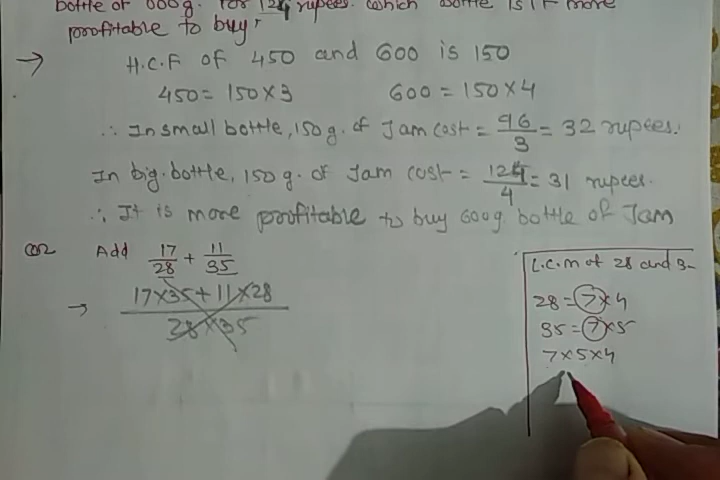 bottle of 600g. for 124 rupees. which bottle is it more
profitable to buy?
→ H.C.F of 450 and 600 is 150
450 = 150×3 600 = 150×4
∴ In small bottle, 150 g. of Jam cost = 96/3 = 32 rupees.
In big bottle, 150 g. of Jam cost = 124/4 = 31 rupees.
∴ It is more profitable to buy 600g bottle of Jam
Add 17/28 + 11/35
→ 17×35+11×28 / 28×35
L.C.M of 28 and 3
28 = 7×4
35 = 7×5
7×5×4